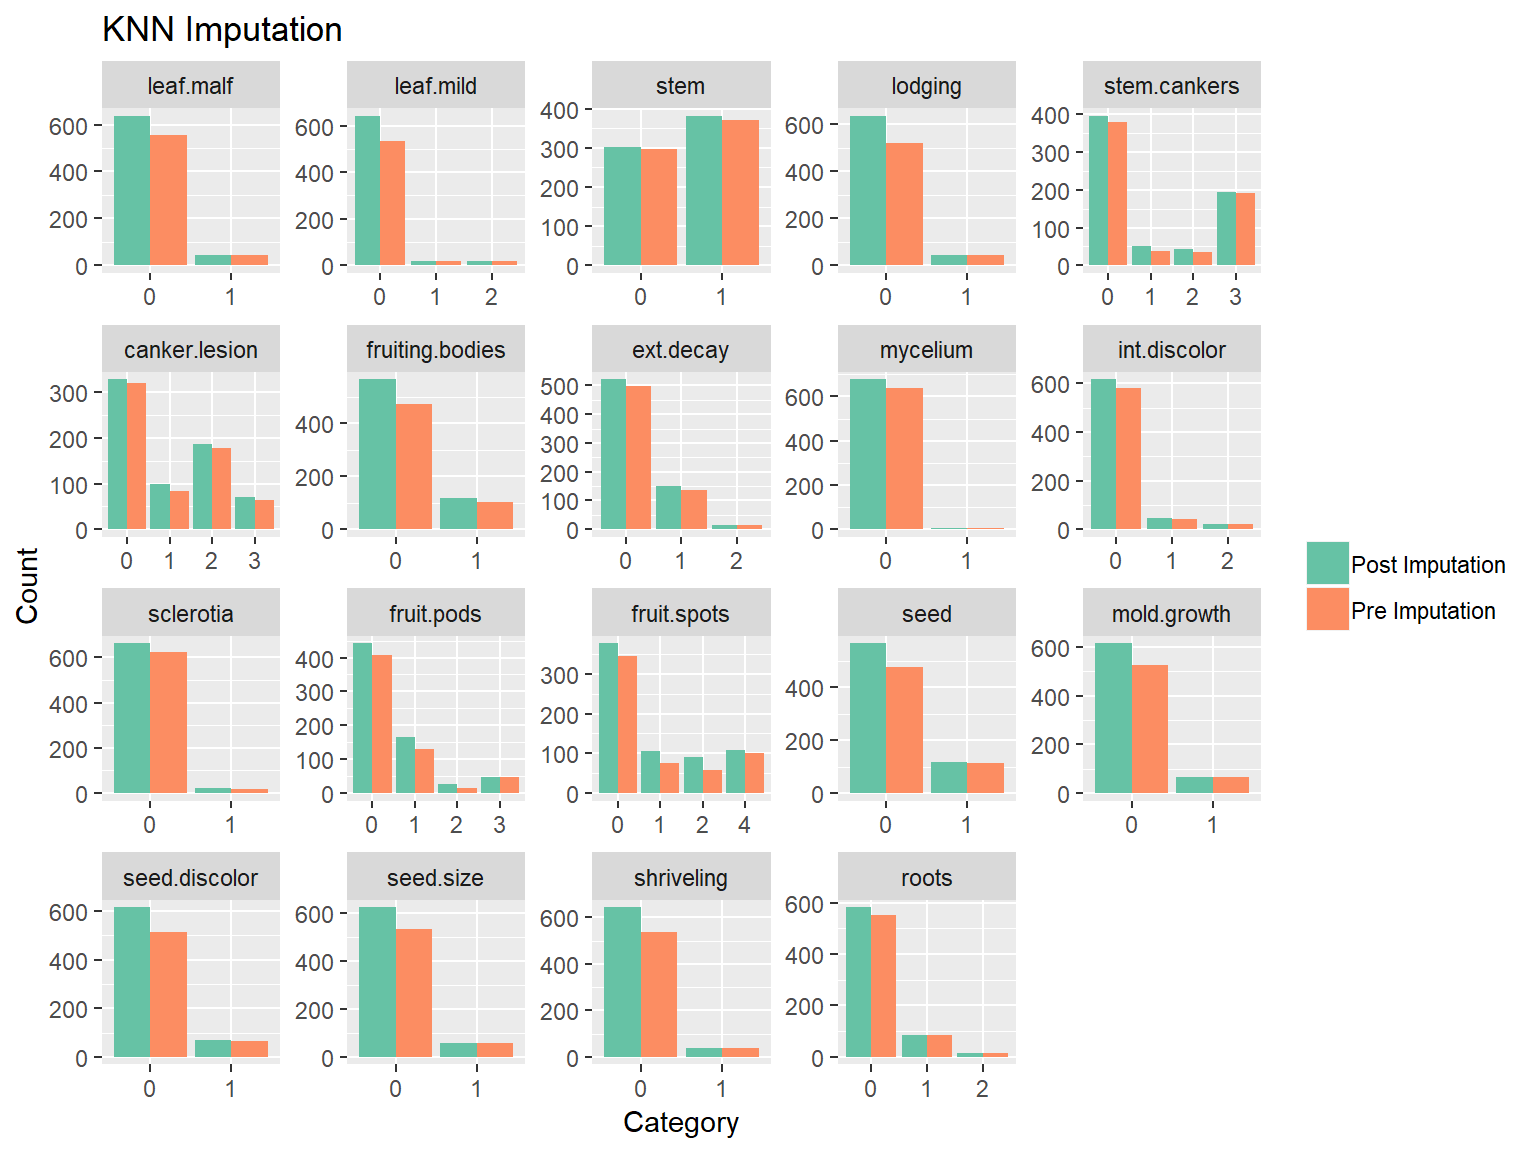 KNN Imputation
leaf.malf leaf.mild stem lodging stem.cankers
600 400 200 0
0 1
600 400 200 0
0 1 2
400 300 200 100 0
0 1
600 400 200 0
0 1
400 300 200 100 0
0 1 2 3
canker.lesion fruiting.bodies ext.decay mycelium int.discolor
300 200 100 0
0 1 2 3
400 200 0
0 1
500 400 300 200 100 0
0 1 2
600 400 200 0
0 1
600 400 200 0
0 1 2
Count
Post Imputation
Pre Imputation
sclerotia fruit.pods fruit.spots seed mold.growth
600 400 200 0
0 1
400 300 200 100 0
0 1 2 3
300 200 100 0
0 1 2 4
400 200 0
0 1
600 400 200 0
0 1
seed.discolor seed.size shriveling roots
600 400 200 0
0 1
600 400 200 0
0 1
600 400 200 0
0 1
600 400 200 0
0 1 2
Category